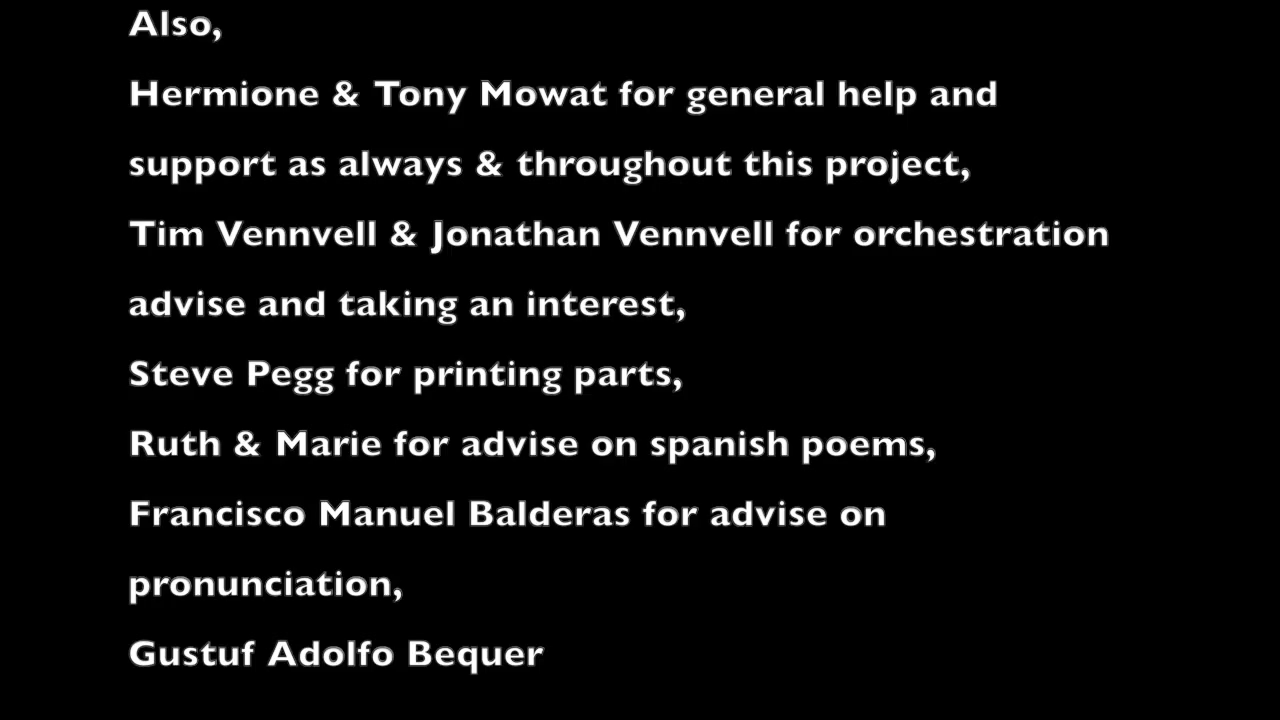 Also,
Hermione & Tony Mowat for general help and
support as always & throughout this project,
Tim Vennvell & Jonathan Vennvell for orchestration
advise and taking an interest,
Steve Pegg for printing parts,
Ruth & Marie for advise on spanish poems,
Francisco Manuel Balderas for advise on
pronunciation,
Gustuf Adolfo Bequer